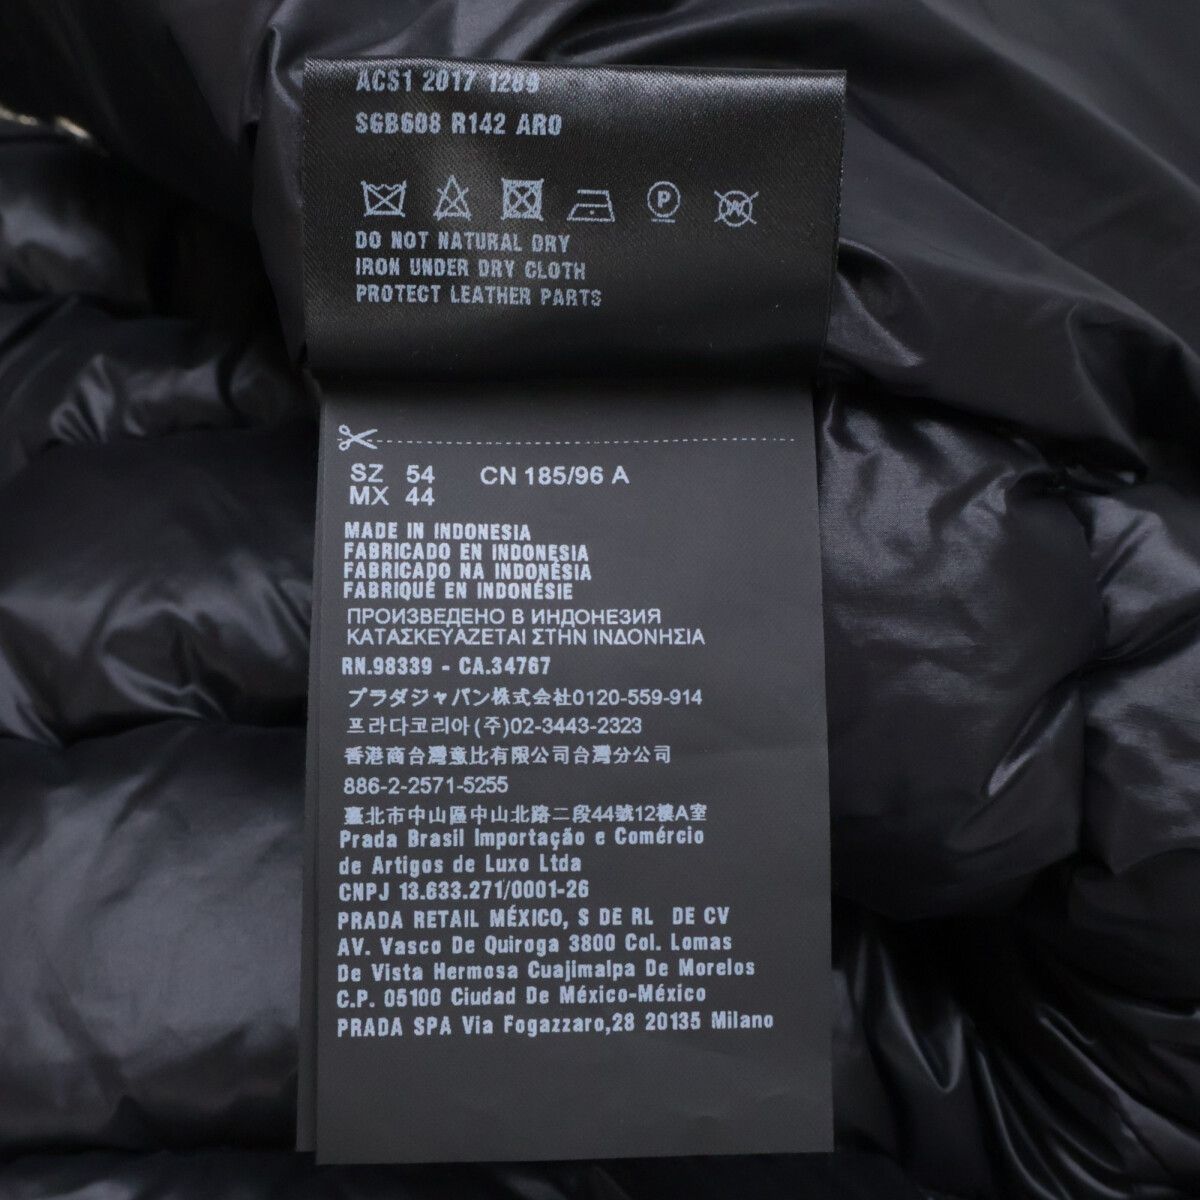 ACS1 2017 1289
SGB608 R142 ARO
P
W
DO NOT NATURAL DRY
IRON UNDER DRY CLOTH
PROTECT LEATHER PARTS
SZ 54 CN 185/96 A
MX 44
MADE IN INDONESIA
FABRICADO EN INDONESIA
FABRICADO NA INDONÉSIA
FABRIQUÉ EN INDONÉSIE
ПРОИЗВЕДЕНО В ИНДОНЕЗИЯ
ΚΑΤΑΣΚΕΥΑΖΕΤΑΙ ΣΤΗΝ ΙΝΔΟΝΗΣΙΑ
RN.98339 - CA.34767
プラダジャパン株式会社0120-559-914
프라다코리아(주)02-3443-2323
香港商台灣意比有限公司台灣分公司
886-2-2571-5255
臺北市中山區中山北路二段44號12樓A室
Prada Brasil Importação e Comércio
de Artigos de Luxo Ltda
CNPJ 13.633.271/0001-26
PRADA RETAIL MÉXICO, S DE RL DE CV
AV. Vasco De Quiroga 3800 Col. Lomas
De Vista Hermosa Cuajimalpa De Morelos
C.P. 05100 Ciudad De México-México
PRADA SPA Via Fogazzaro,28 20135 Milano